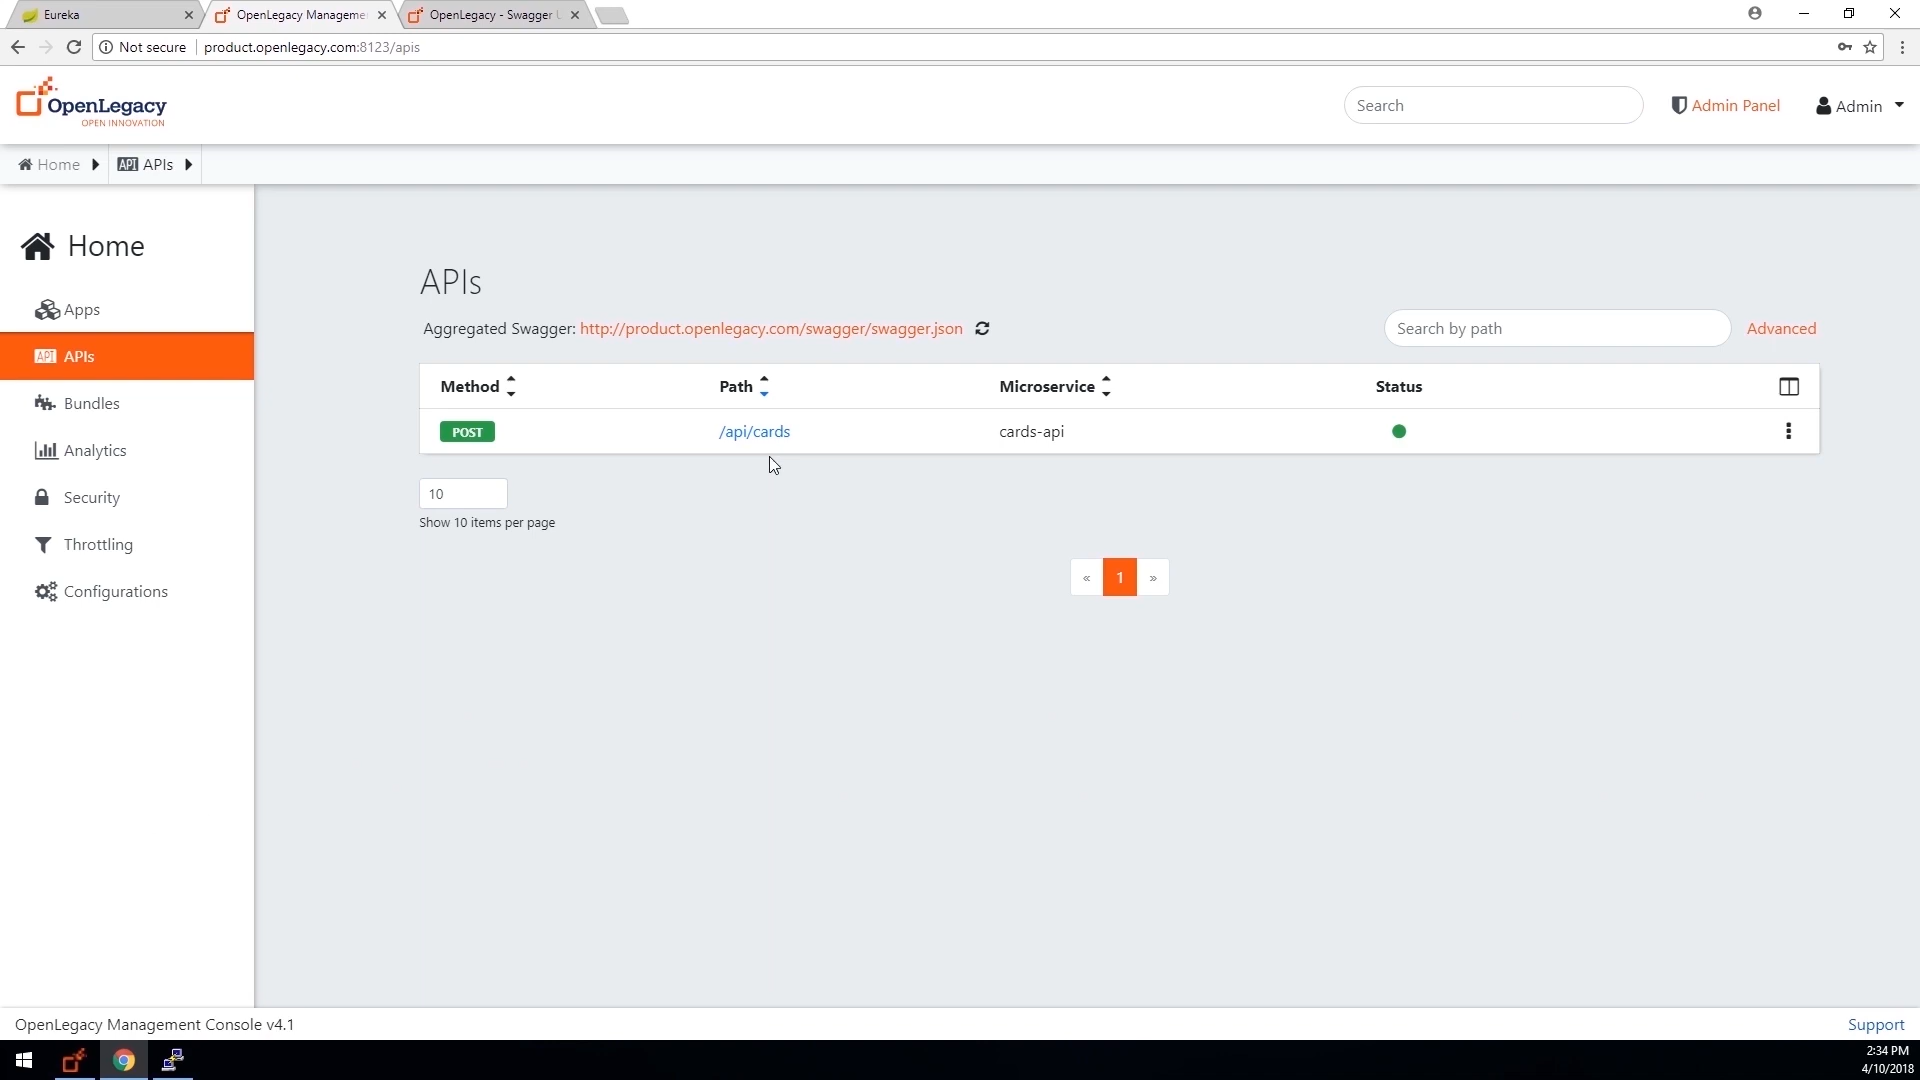 Eureka
OpenLegacy Manageme
OpenLegacy - Swagger U
Not secure
product.openlegacy.com:8123/apis
OpenLegacy
OPEN INNOVATION
Search
Admin Panel
Admin
Home
API APIs
Home
Apps
API APIs
Bundles
Analytics
Security
Throttling
Configurations
APIs
Aggregated Swagger: http://product.openlegacy.com/swagger/swagger.json
Search by path
Advanced
Method
Path
Microservice
Status
POST
/api/cards
cards-api
10
Show 10 items per page
« 1 »
OpenLegacy Management Console v4.1
Support
2:34 PM
4/10/2018